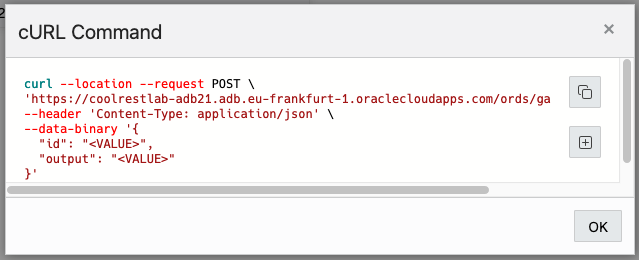 2
cURL Command
×
curl --location --request POST \
'https://coolrestlab-adb21.adb.eu-frankfurt-1.oraclecloudapps.com/ords/ga
--header 'Content-Type: application/json' \
--data-binary '{
  "id": "<VALUE>",
  "output": "<VALUE>"
}'
OK